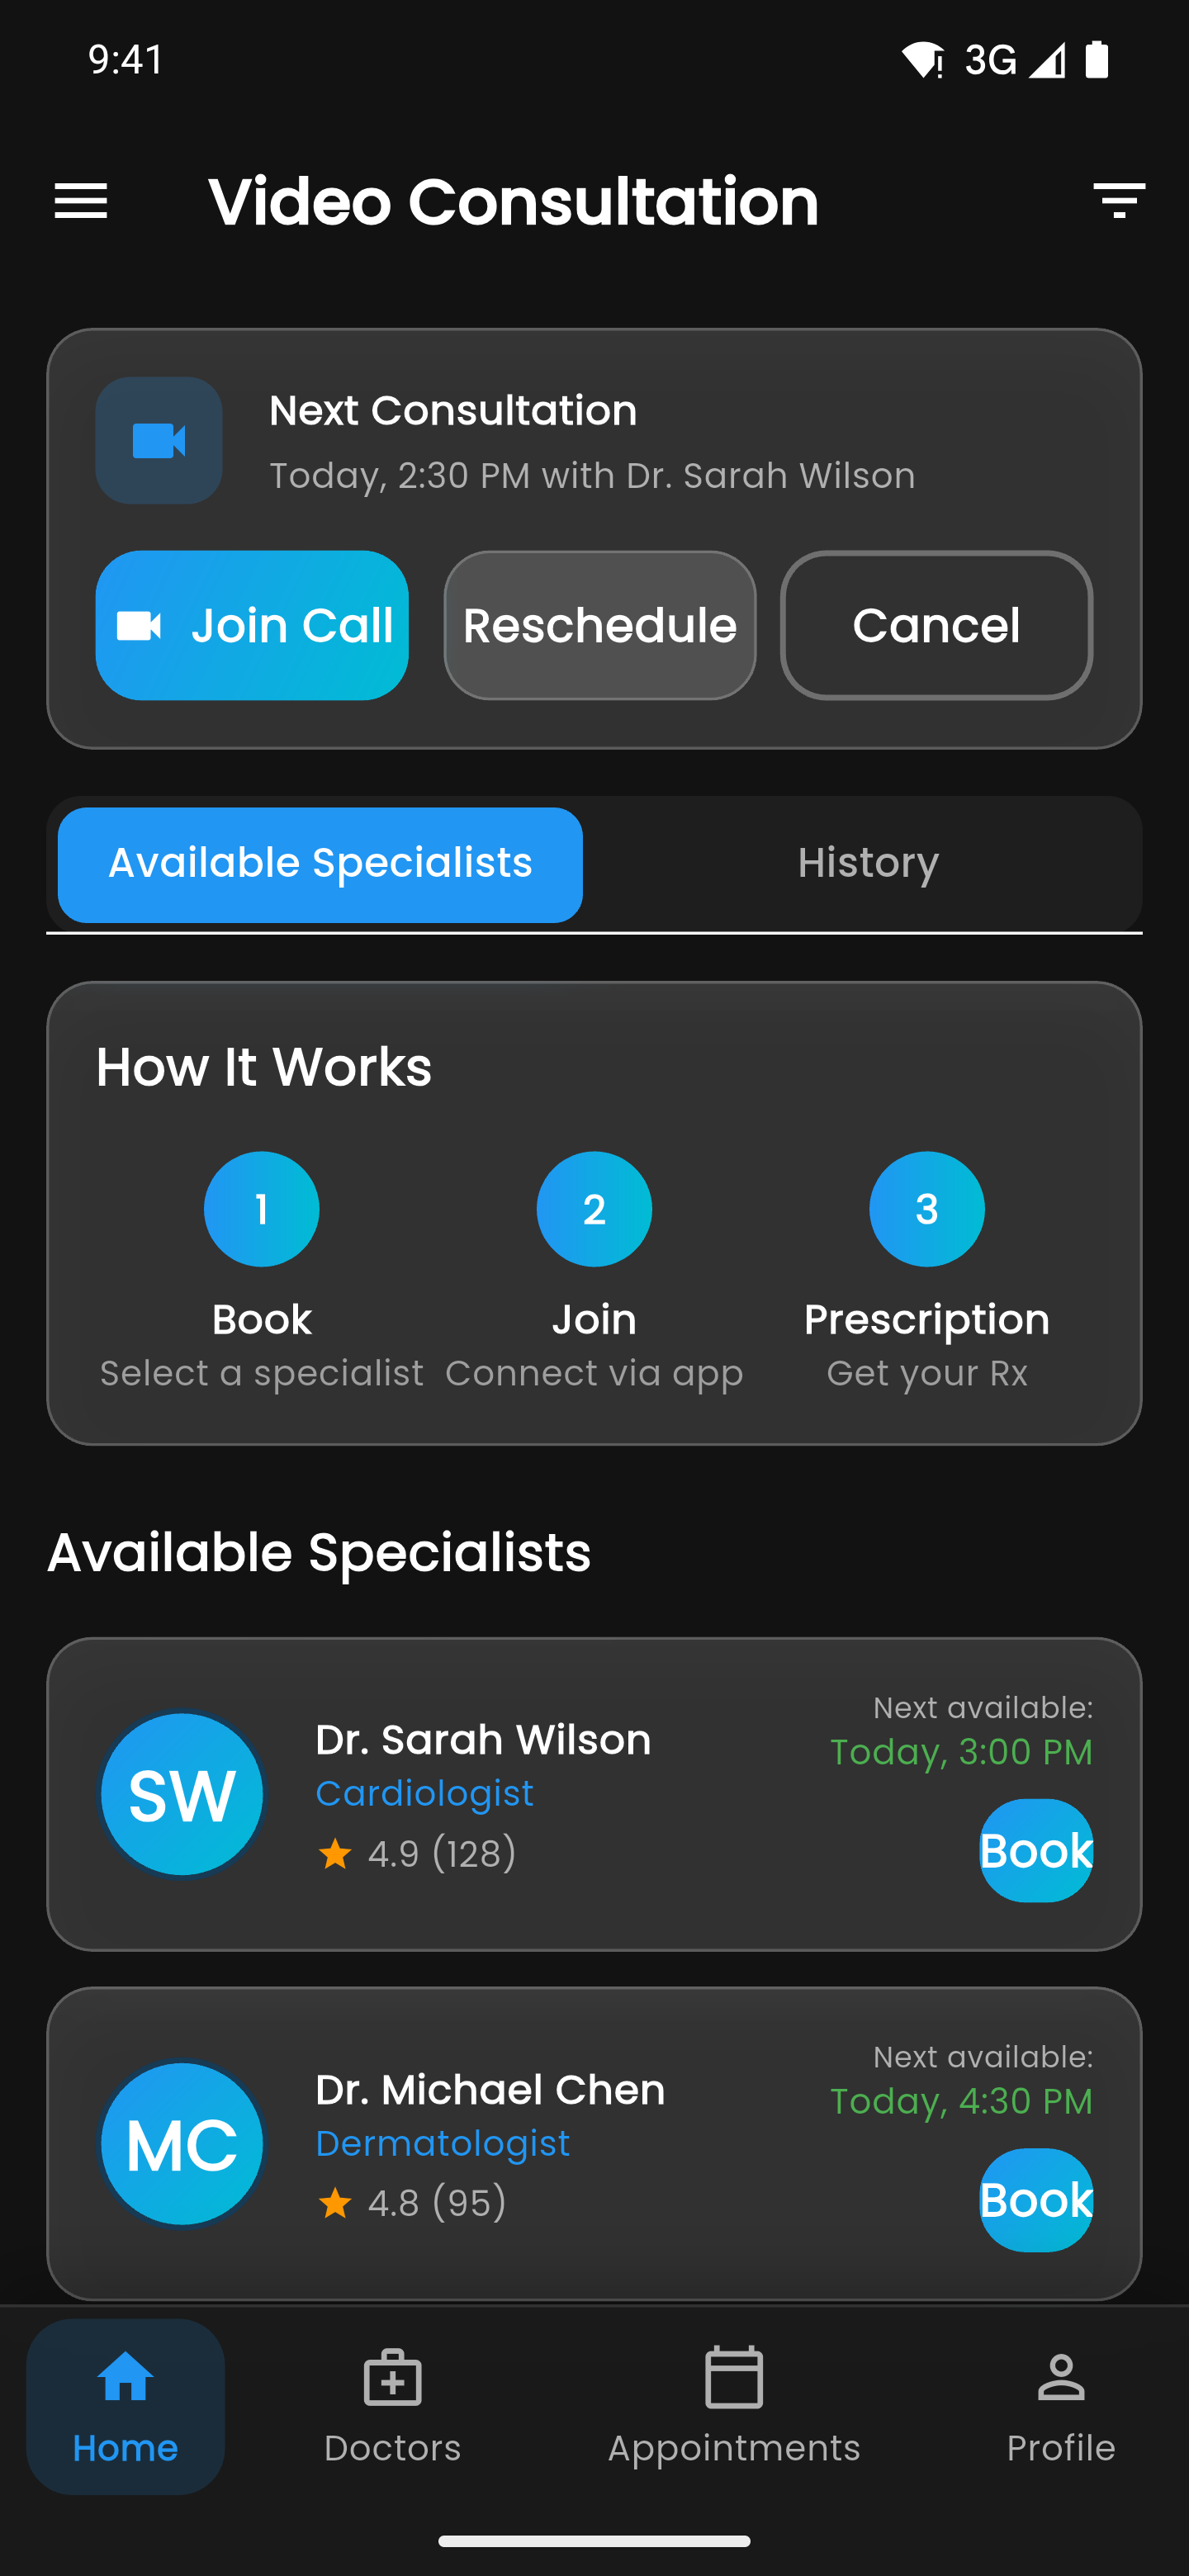 9:41
3G
Video Consultation
Next Consultation
Today, 2:30 PM with Dr. Sarah Wilson
Join Call
Reschedule
Cancel
Available Specialists
History
How It Works
1
2
3
Book
Join
Prescription
Select a specialist
Connect via app
Get your Rx
Available Specialists
SW
Dr. Sarah Wilson
Cardiologist
4.9 (128)
Next available:
Today, 3:00 PM
Book
MC
Dr. Michael Chen
Dermatologist
4.8 (95)
Next available:
Today, 4:30 PM
Book
Home
Doctors
Appointments
Profile